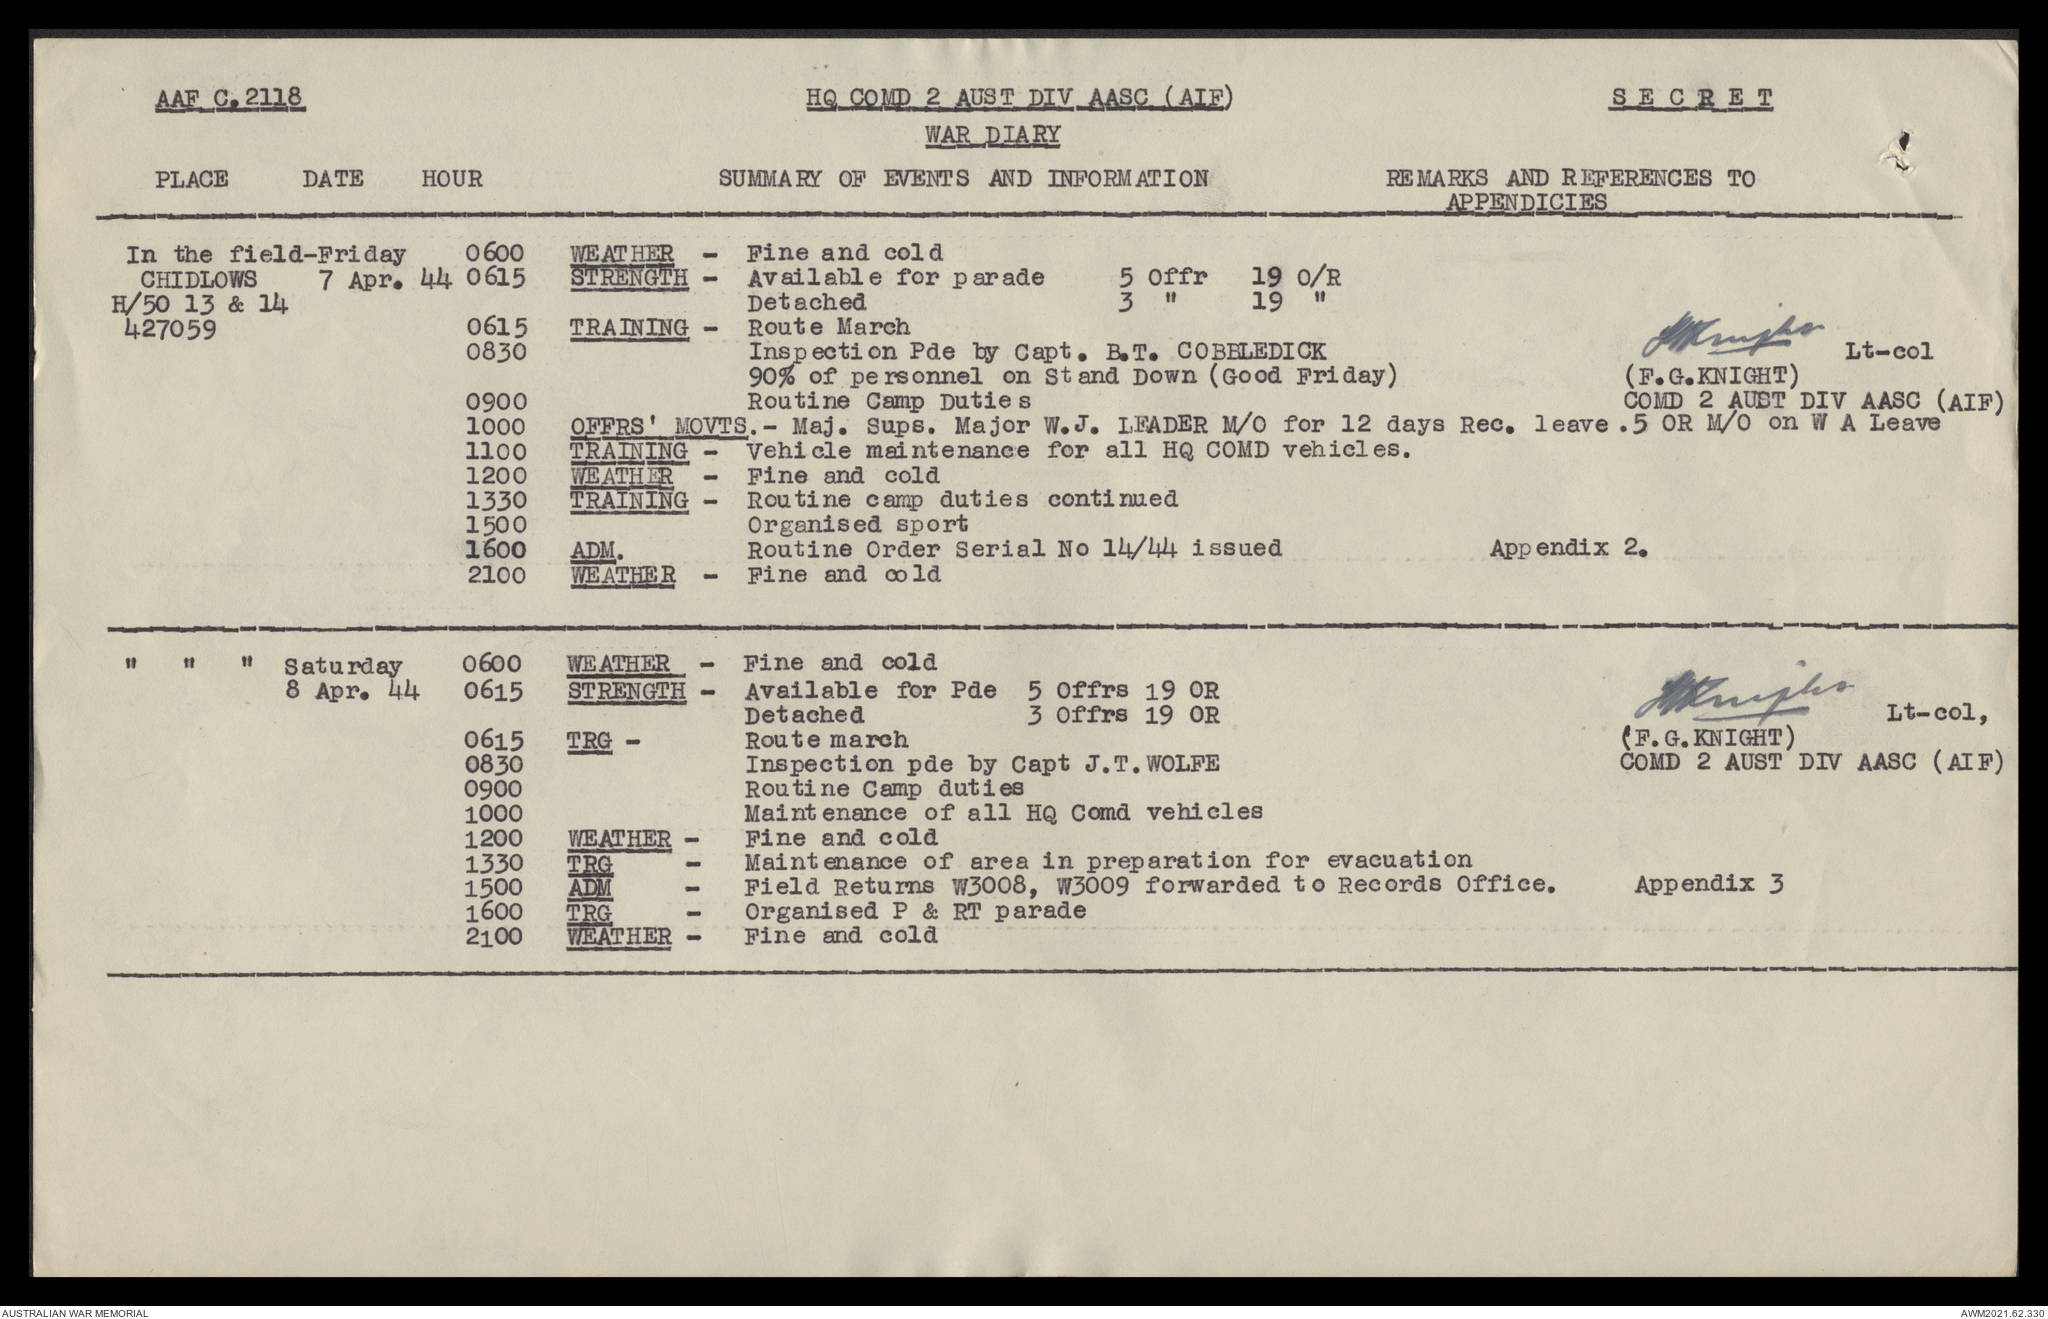 AAF C.2118 HQ COMD 2 AUST DIV AASC (AIF) S E C R E T
WAR DIARY
PLACE DATE HOUR SUMMARY OF EVENTS AND INFORMATION REMARKS AND REFERENCES TO
APPENDICIES
In the field-Friday 0600 WEATHER - Fine and cold
CHIDLOWS 7 Apr. 44 0615 STRENGTH - Available for parade 5 Offr 19 O/R
H/50 13 & 14 Detached 3 " 19 "
427059 0615 TRAINING - Route March
0830 Inspection Pde by Capt. B.T. COBBLEDICK Lt-col
90% of personnel on Stand Down (Good Friday) (F.G.KNIGHT)
0900 Routine Camp Duties COMD 2 AUST DIV AASC (AIF)
1000 OFFRS' MOVTS.- Maj. Sups. Major W.J. LEADER M/O for 12 days Rec. leave .5 OR M/O on W A Leave
1100 TRAINING - Vehicle maintenance for all HQ COMD vehicles.
1200 WEATHER - Fine and cold
1330 TRAINING - Routine camp duties continued
1500 Organised sport
1600 ADM. Routine Order Serial No 14/44 issued Appendix 2.
2100 WEATHER - Fine and cold
" " " Saturday 0600 WEATHER - Fine and cold
8 Apr. 44 0615 STRENGTH - Available for Pde 5 Offrs 19 OR
Detached 3 Offrs 19 OR Lt-col,
0615 TRG - Route march (F.G.KNIGHT)
0830 Inspection pde by Capt J.T.WOLFE COMD 2 AUST DIV AASC (AIF)
0900 Routine Camp duties
1000 Maintenance of all HQ Comd vehicles
1200 WEATHER - Fine and cold
1330 TRG - Maintenance of area in preparation for evacuation
1500 ADM - Field Returns W3008, W3009 forwarded to Records Office. Appendix 3
1600 TRG - Organised P & RT parade
2100 WEATHER - Fine and cold
AUSTRALIAN WAR MEMORIAL AWM2021.62.330